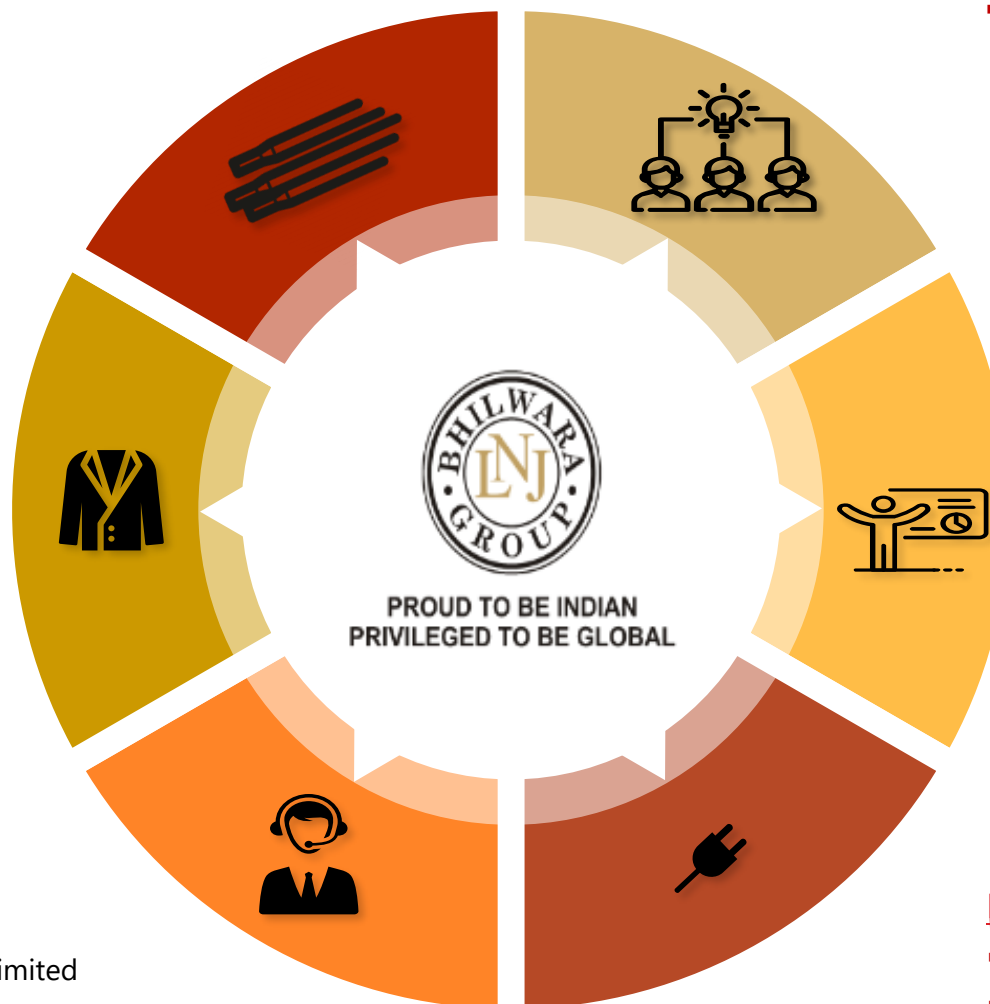 BHILWARA
LNJ
GROUP
PROUD TO BE INDIAN
PRIVILEGED TO BE GLOBAL
imited